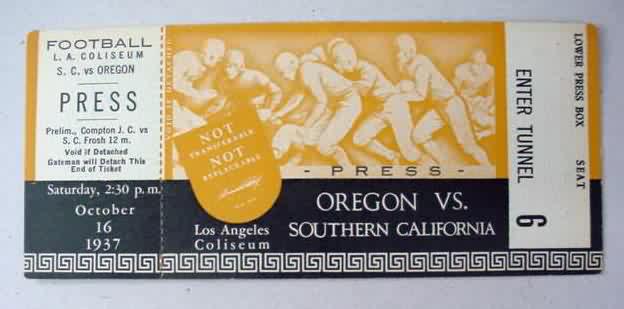 FOOTBALL
L. A. COLISEUM
S. C. vs OREGON
PRESS
Prelim., Compton J. C. vs
S. C. Frosh 12 m.
Void if Detached
Gateman will Detach This
End of Ticket
Saturday, 2:30 p. m.
October
16
1937
NOT
TRANSFERABLE
NOT
REPLACEABLE
Los Angeles
Coliseum
- PRESS -
OREGON VS.
SOUTHERN CALIFORNIA
ENTER TUNNEL 6
LOWER PRESS BOX
SEAT